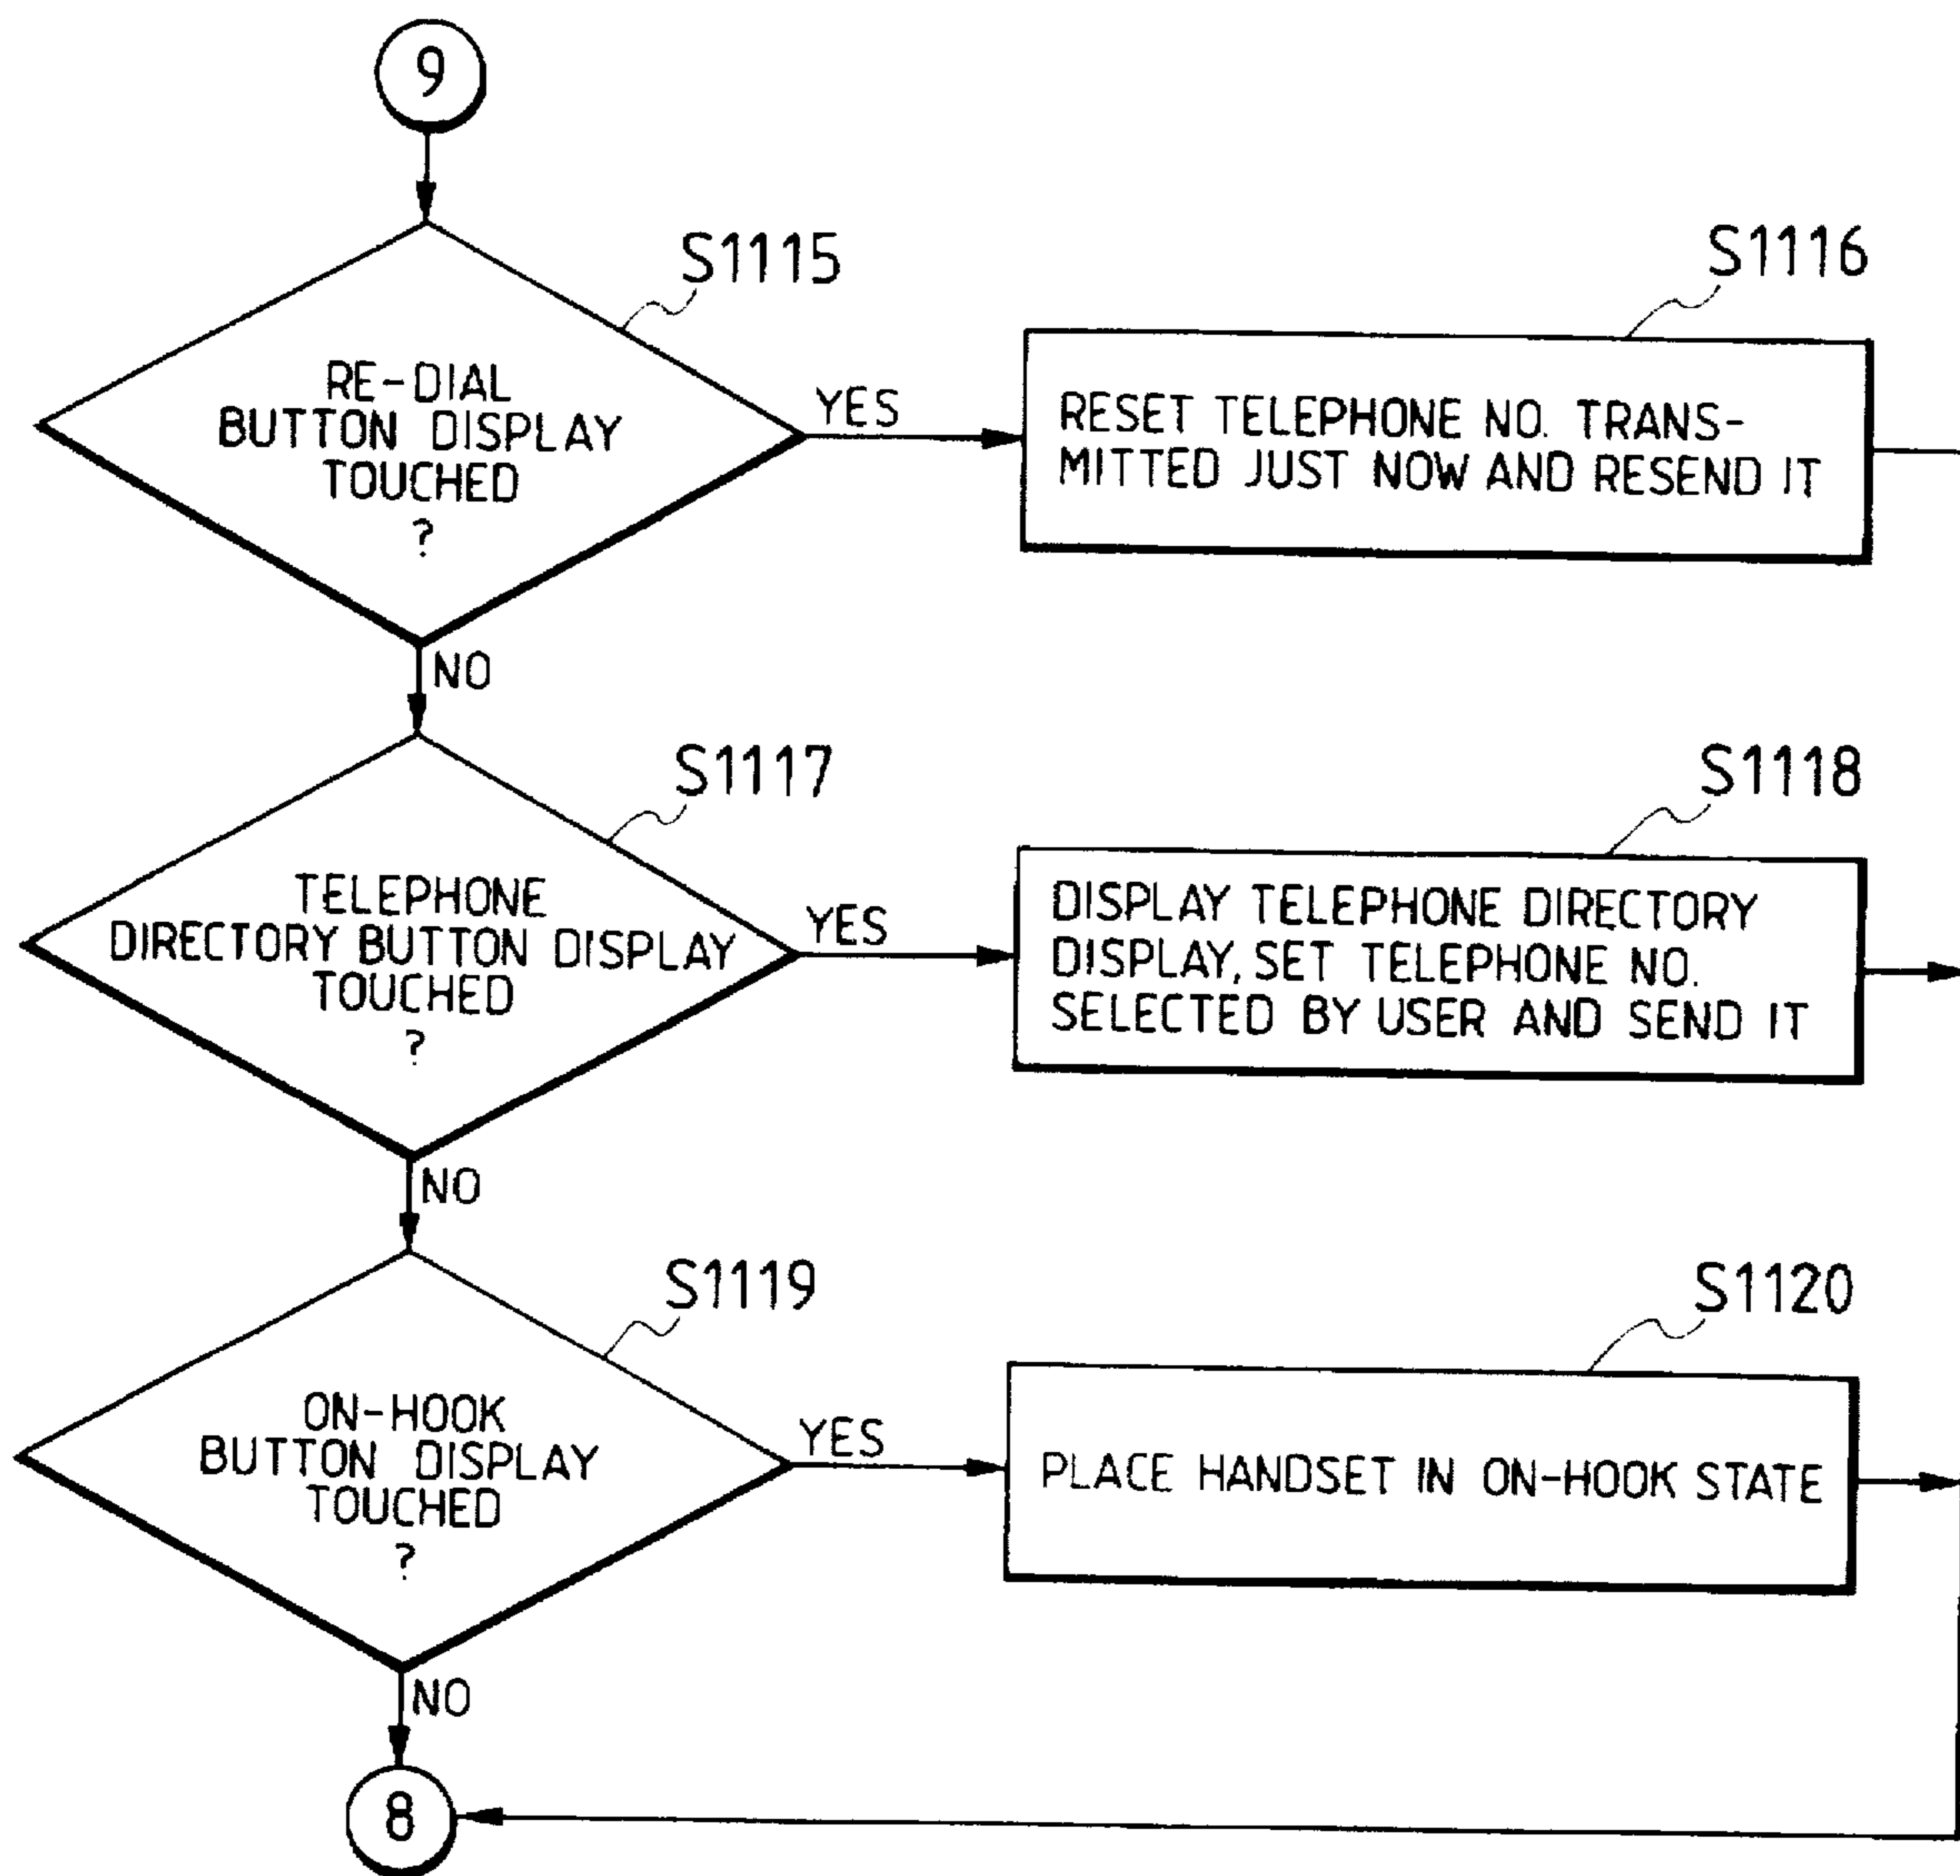 9
S1115
RE-DIAL
BUTTON DISPLAY
TOUCHED
?
YES
S1116
RESET TELEPHONE NO. TRANS-
MITTED JUST NOW AND RESEND IT
NO
S1117
TELEPHONE
DIRECTORY BUTTON DISPLAY
TOUCHED
?
YES
S1118
DISPLAY TELEPHONE DIRECTORY
DISPLAY, SET TELEPHONE NO.
SELECTED BY USER AND SEND IT
NO
S1119
ON-HOOK
BUTTON DISPLAY
TOUCHED
?
YES
S1120
PLACE HANDSET IN ON-HOOK STATE
NO
8